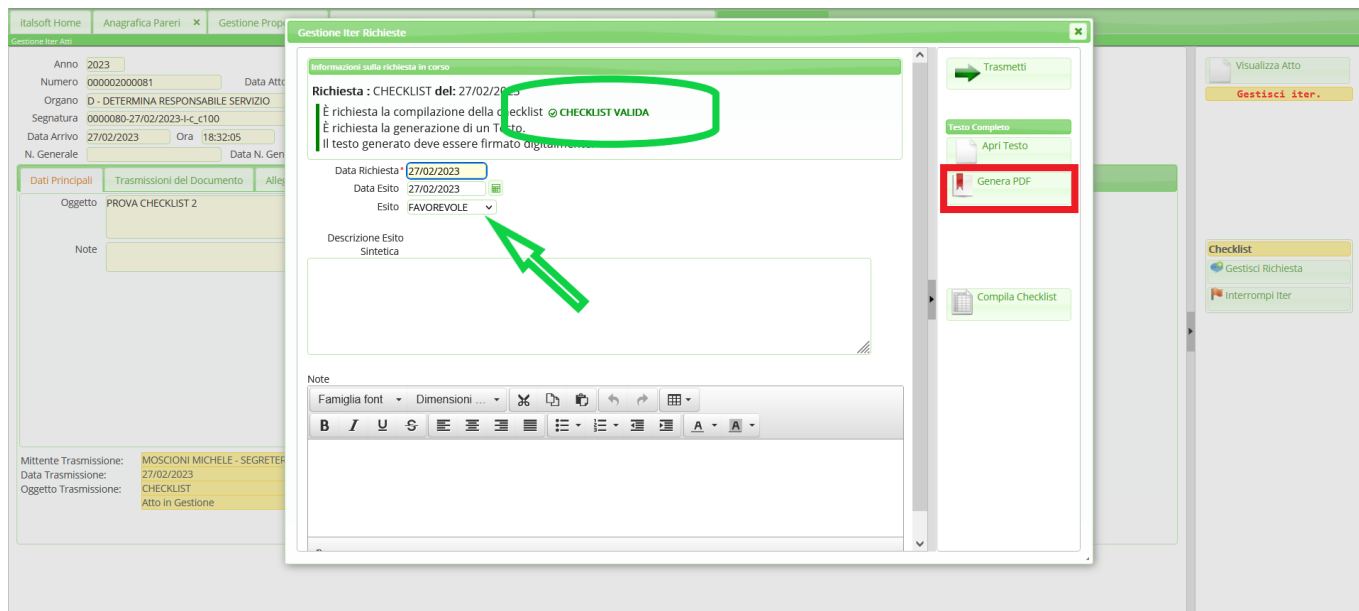 italsoft Home
Anagrafica Pareri ×
Gestione Prop
Gestione Iter Atti
Anno 2023
Numero 000002000081 Data Atto
Organo D - DETERMINA RESPONSABILE SERVIZIO
Segnatura 0000080-27/02/2023-I-c_c100
Data Arrivo 27/02/2023 Ora 18:32:05
N. Generale Data N. Gen
Dati Principali
Trasmissioni del Documento
Alleg
Oggetto PROVA CHECKLIST 2
Note
Mittente Trasmissione: MOSCIONI MICHELE - SEGRETER
Data Trasmissione: 27/02/2023
Oggetto Trasmissione: CHECKLIST
Atto in Gestione
Gestione Iter Richieste
Informazioni sulla richiesta in corso
Richiesta : CHECKLIST del: 27/02/2023
È richiesta la compilazione della checklist CHECKLIST VALIDA
È richiesta la generazione di un Testo.
Il testo generato deve essere firmato digitalmente.
Data Richiesta* 27/02/2023
Data Esito 27/02/2023
Esito FAVOREVOLE
Descrizione Esito
Sintetica
Note
Famiglia font
Dimensioni ...
B I U S
A A
Trasmetti
Testo Completo
Apri Testo
Genera PDF
Compila Checklist
Visualizza Atto
Gestisci iter.
Checklist
Gestisci Richiesta
Interrompi Iter